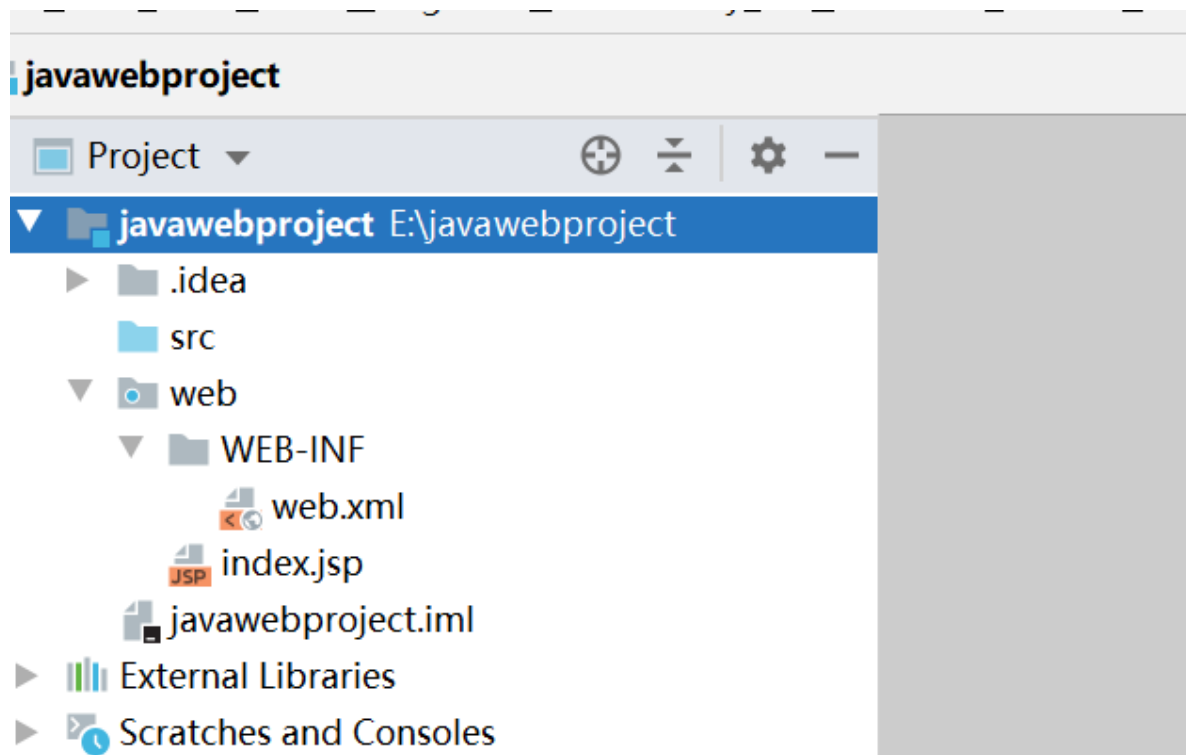 javawebproject
Project
javawebproject E:\javawebproject
.idea
src
web
WEB-INF
web.xml
JSP index.jsp
javawebproject.iml
External Libraries
Scratches and Consoles